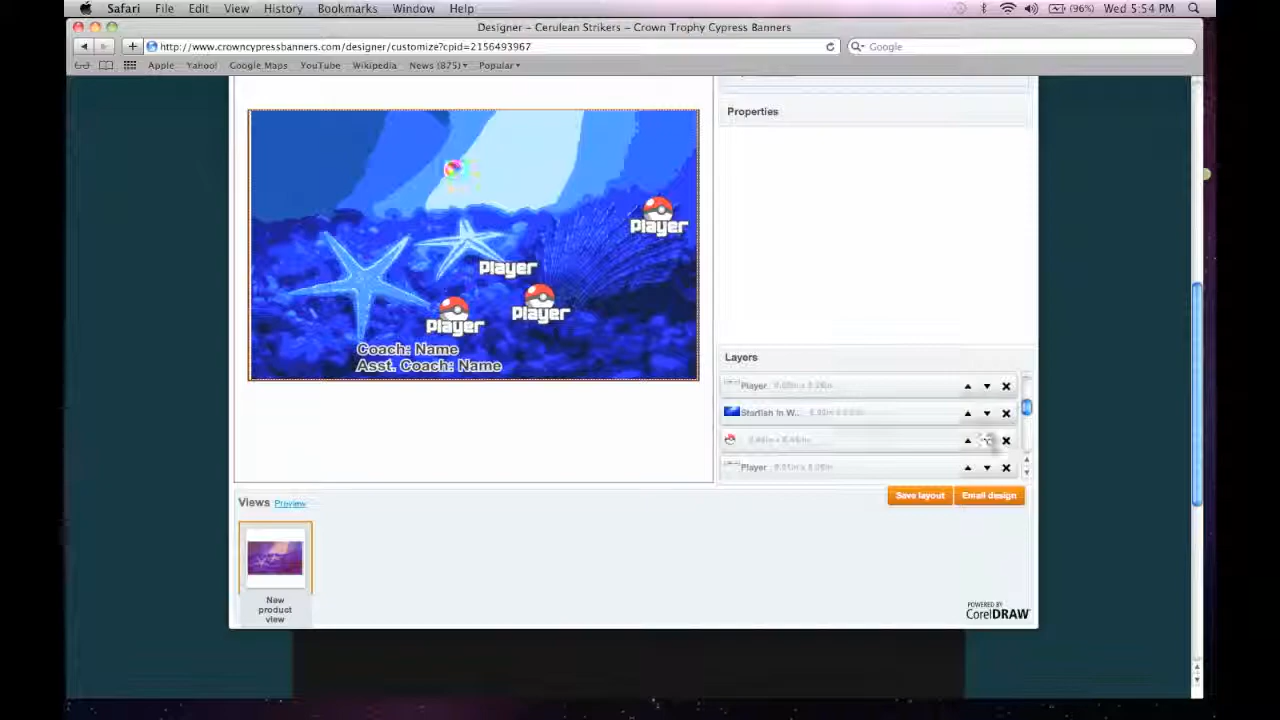 Safari File Edit View History Bookmarks Window Help (96%) Wed 5:54 PM
Designer – Cerulean Strikers – Crown Trophy Cypress Banners
http://www.crowncypressbanners.com/designer/customize?cpid=2156493967 Google
Apple Yahoo! Google Maps YouTube Wikipedia News (875) Popular
Properties
Player
Player
Player
Player
Coach: Name
Asst. Coach: Name
Layers
Player
Starfish In W...
Player
Save layout Email design
Views Preview
New
product
view
POWERED BY
CorelDRAW